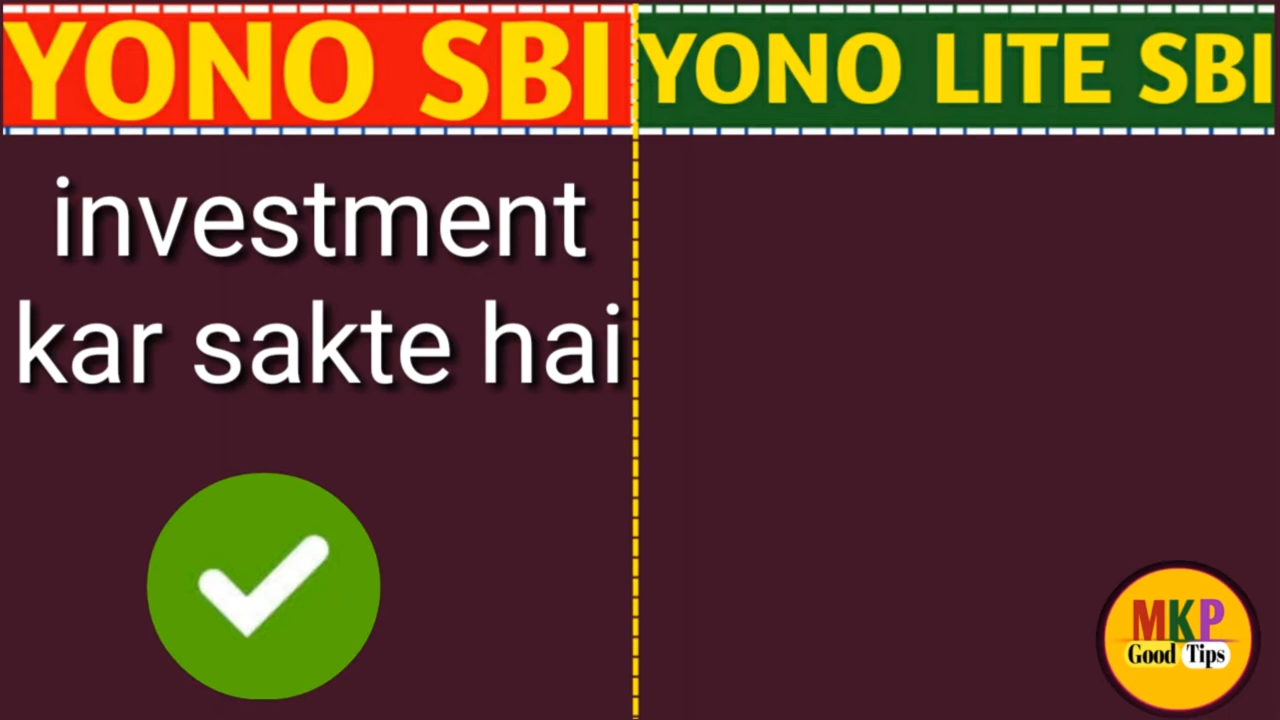 YONO SBI
YONO LITE SBI
investment
kar sakte hai
MKP
Good Tips